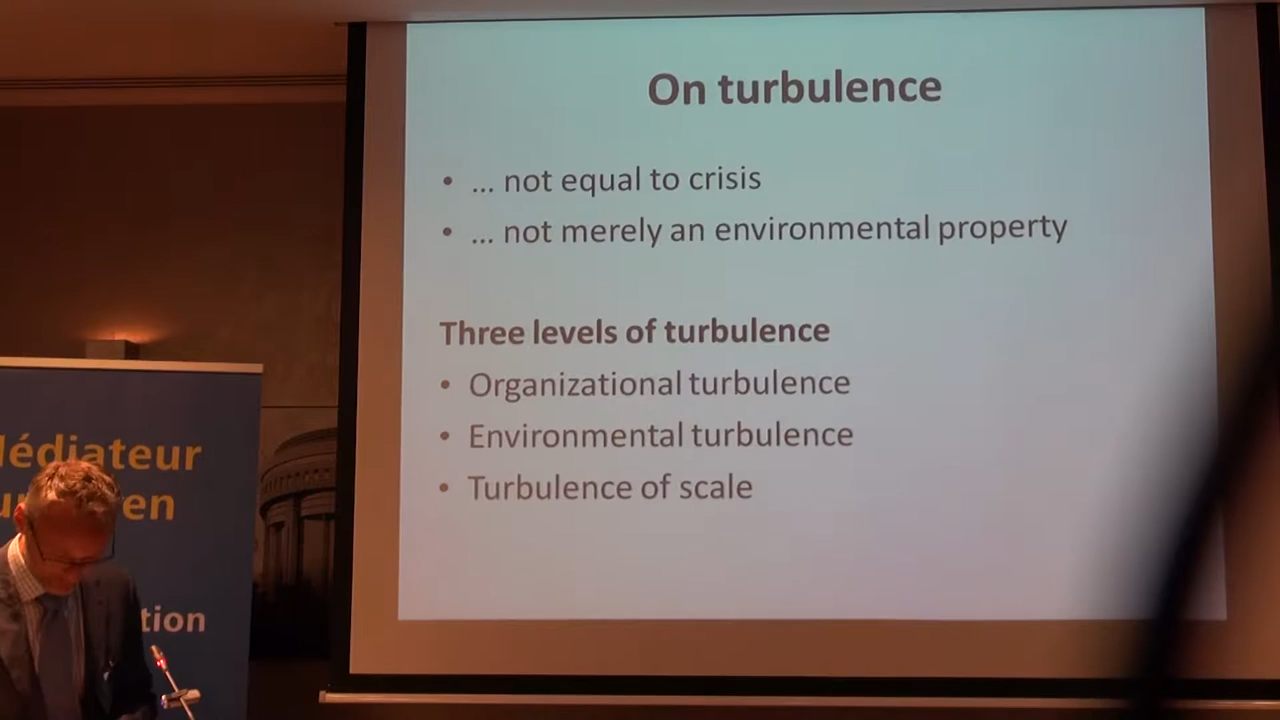 On turbulence
• ... not equal to crisis
• ... not merely an environmental property
Three levels of turbulence
• Organizational turbulence
• Environmental turbulence
• Turbulence of scale
édiateur
en
tion